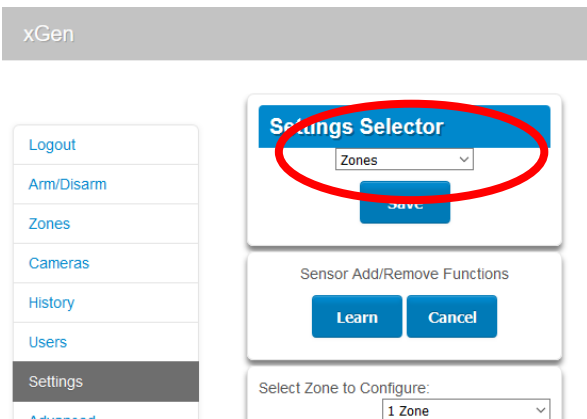 xGen
Logout
Arm/Disarm
Zones
Cameras
History
Users
Settings
Advanced
Settings Selector
Zones
Save
Sensor Add/Remove Functions
Learn
Cancel
Select Zone to Configure:
1 Zone